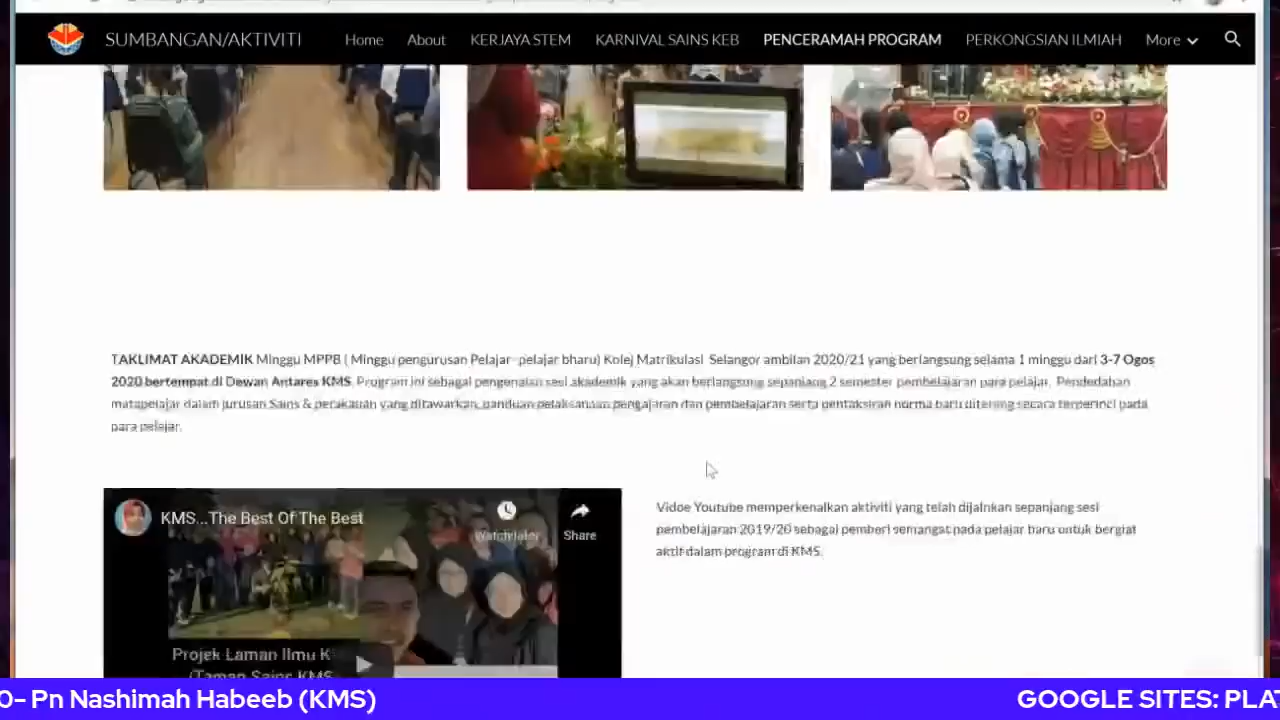 SUMBANGAN/AKTIVITI Home About KERJAYA STEM KARNIVAL SAINS KEB PENCERAMAH PROGRAM PERKONGSIAN ILMIAH More
TAKLIMAT AKADEMIK Minggu MPPB ( Minggu pengurusan Pelajar- pelajar bharu) Kolej Matrikulasi Selangor ambilan 2020/21 yang berlangsung selama 1 minggu dari 3-7 Ogos
2020 bertempat di Dewan Antares KMS. Program ini sebagai pengenalan sesi akademik yang akan berlangsung sepanjang 2 semester pembelajaran para pelajar. Pendedahan
matapelajar dalam jurusan Sains & perakauan yang ditawarkan, panduan pelaksanaan pengajaran dan pembelajaran serta pentaksiran norma baru diterang secara terperinci pada
para pelajar.
KMS...The Best Of The Best
Watch later Share
Projek Laman Ilmu K
(Taman Sains KMS
Vidoe Youtube memperkenalkan aktiviti yang telah dijalnkan sepanjang sesi
pembelajaran 2019/20 sebagai pemberi semangat pada pelajar baru untuk bergiat
aktif dalam program di KMS.
0- Pn Nashimah Habeeb (KMS) GOOGLE SITES: PLAT